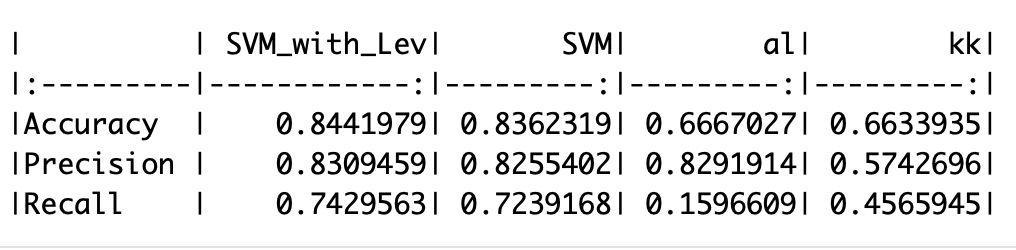 |          | SVM_with_Lev|       SVM|        al|        kk|
|:---------|------------:|---------:|---------:|---------:|
|Accuracy  |    0.8441979| 0.8362319| 0.6667027| 0.6633935|
|Precision |    0.8309459| 0.8255402| 0.8291914| 0.5742696|
|Recall    |    0.7429563| 0.7239168| 0.1596609| 0.4565945|